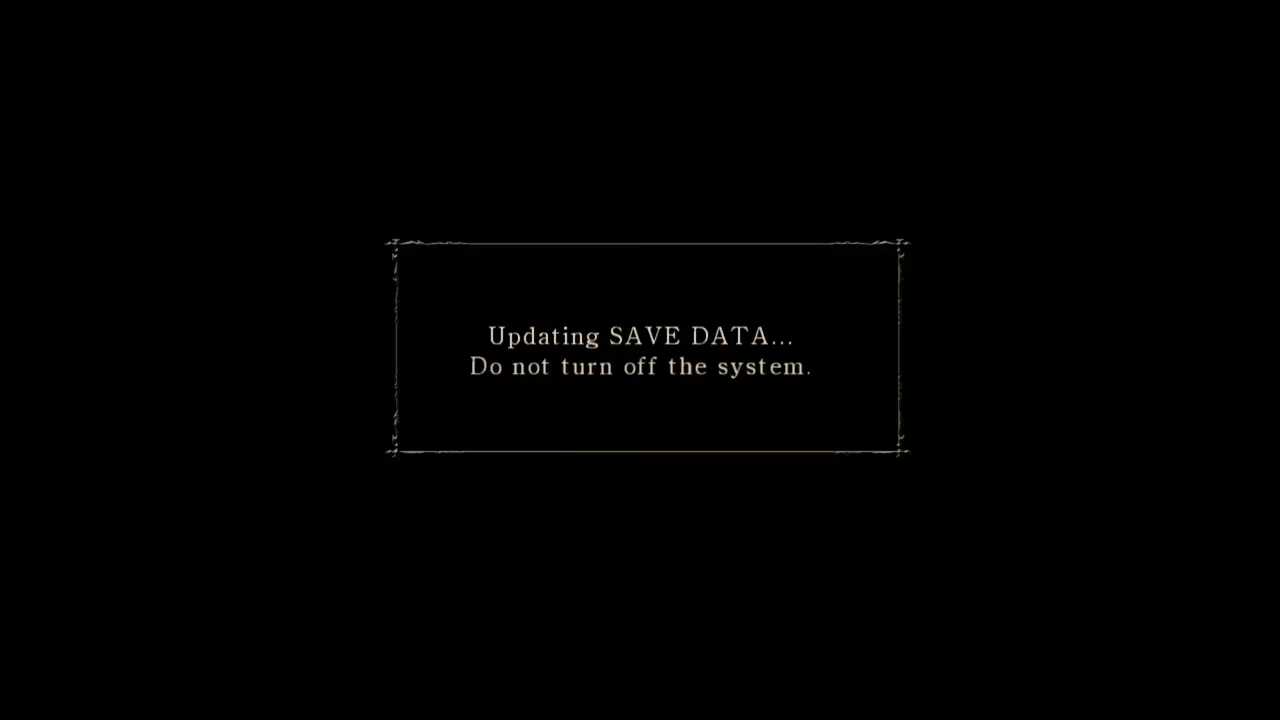 Updating SAVE DATA...
Do not turn off the system.